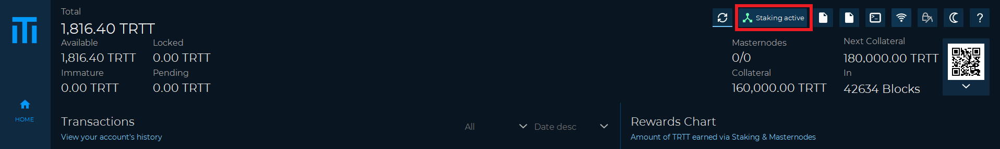 Total
1,816.40 TRTT
Available Locked
1,816.40 TRTT 0.00 TRTT
Immature Pending
0.00 TRTT 0.00 TRTT
Staking active
Masternodes
0/0
Collateral
160,000.00 TRTT
Next Collateral
180,000.00 TRTT
In
42634 Blocks
HOME
Transactions
View your account's history
All Date desc
Rewards Chart
Amount of TRTT earned via Staking & Masternodes